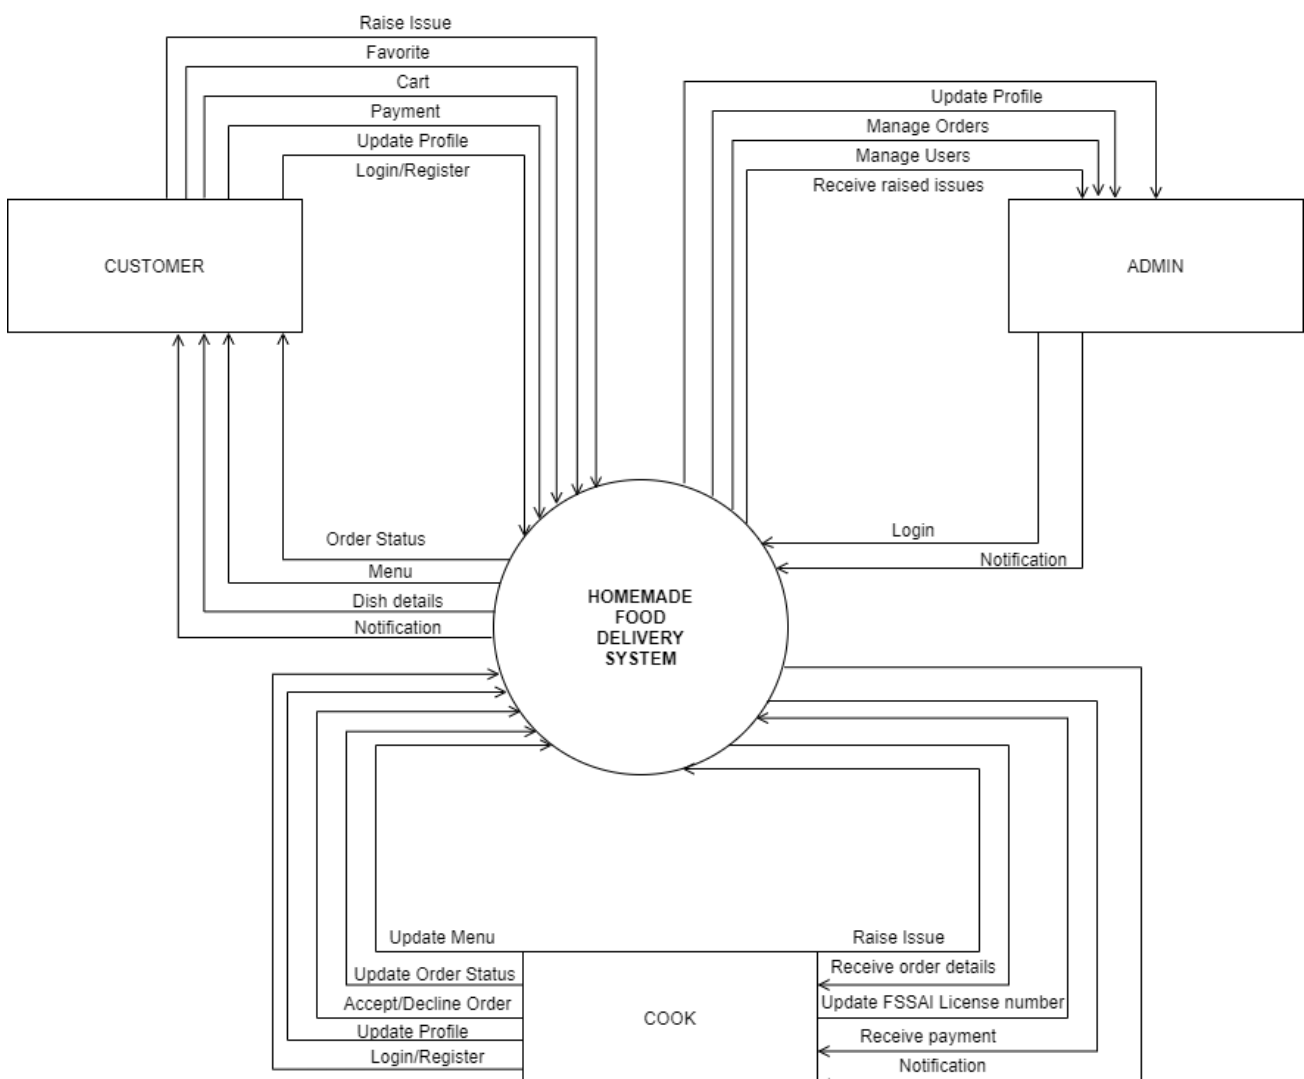 Raise Issue
Favorite
Cart
Payment
Update Profile
Login/Register
CUSTOMER
Update Profile
Manage Orders
Manage Users
Receive raised issues
ADMIN
Order Status
Menu
Dish details
Notification
Login
Notification
HOMEMADE
FOOD
DELIVERY
SYSTEM
Update Menu
Update Order Status
Accept/Decline Order
Update Profile
Login/Register
COOK
Raise Issue
Receive order details
Update FSSAI License number
Receive payment
Notification